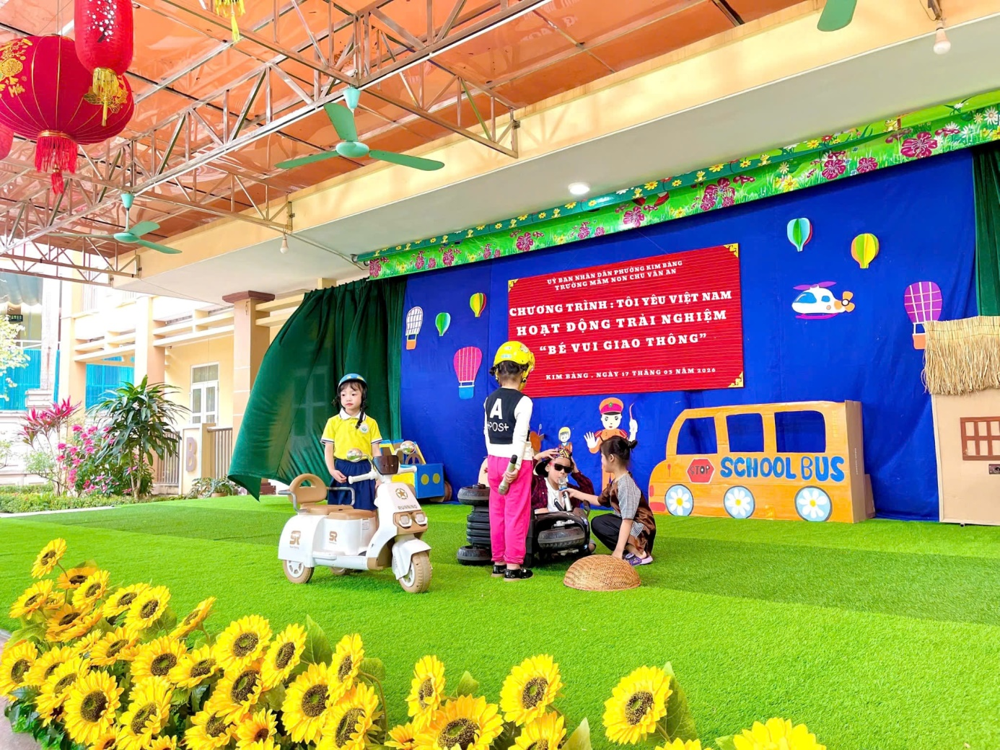 UỶ BAN NHÂN DÂN PHƯỜNG KIM BẢNG
TRƯỜNG MẦM NON CHU VĂN AN
CHƯƠNG TRÌNH : TÔI YÊU VIỆT NAM
HOẠT ĐỘNG TRẢI NGHIỆM
“BÉ VUI GIAO THÔNG”
KIM BẢNG , NGÀY 17 THÁNG 03 NĂM 2026
STOP
SCHOOL BUS
A
+POS+
RUNNING
SR
SR
B